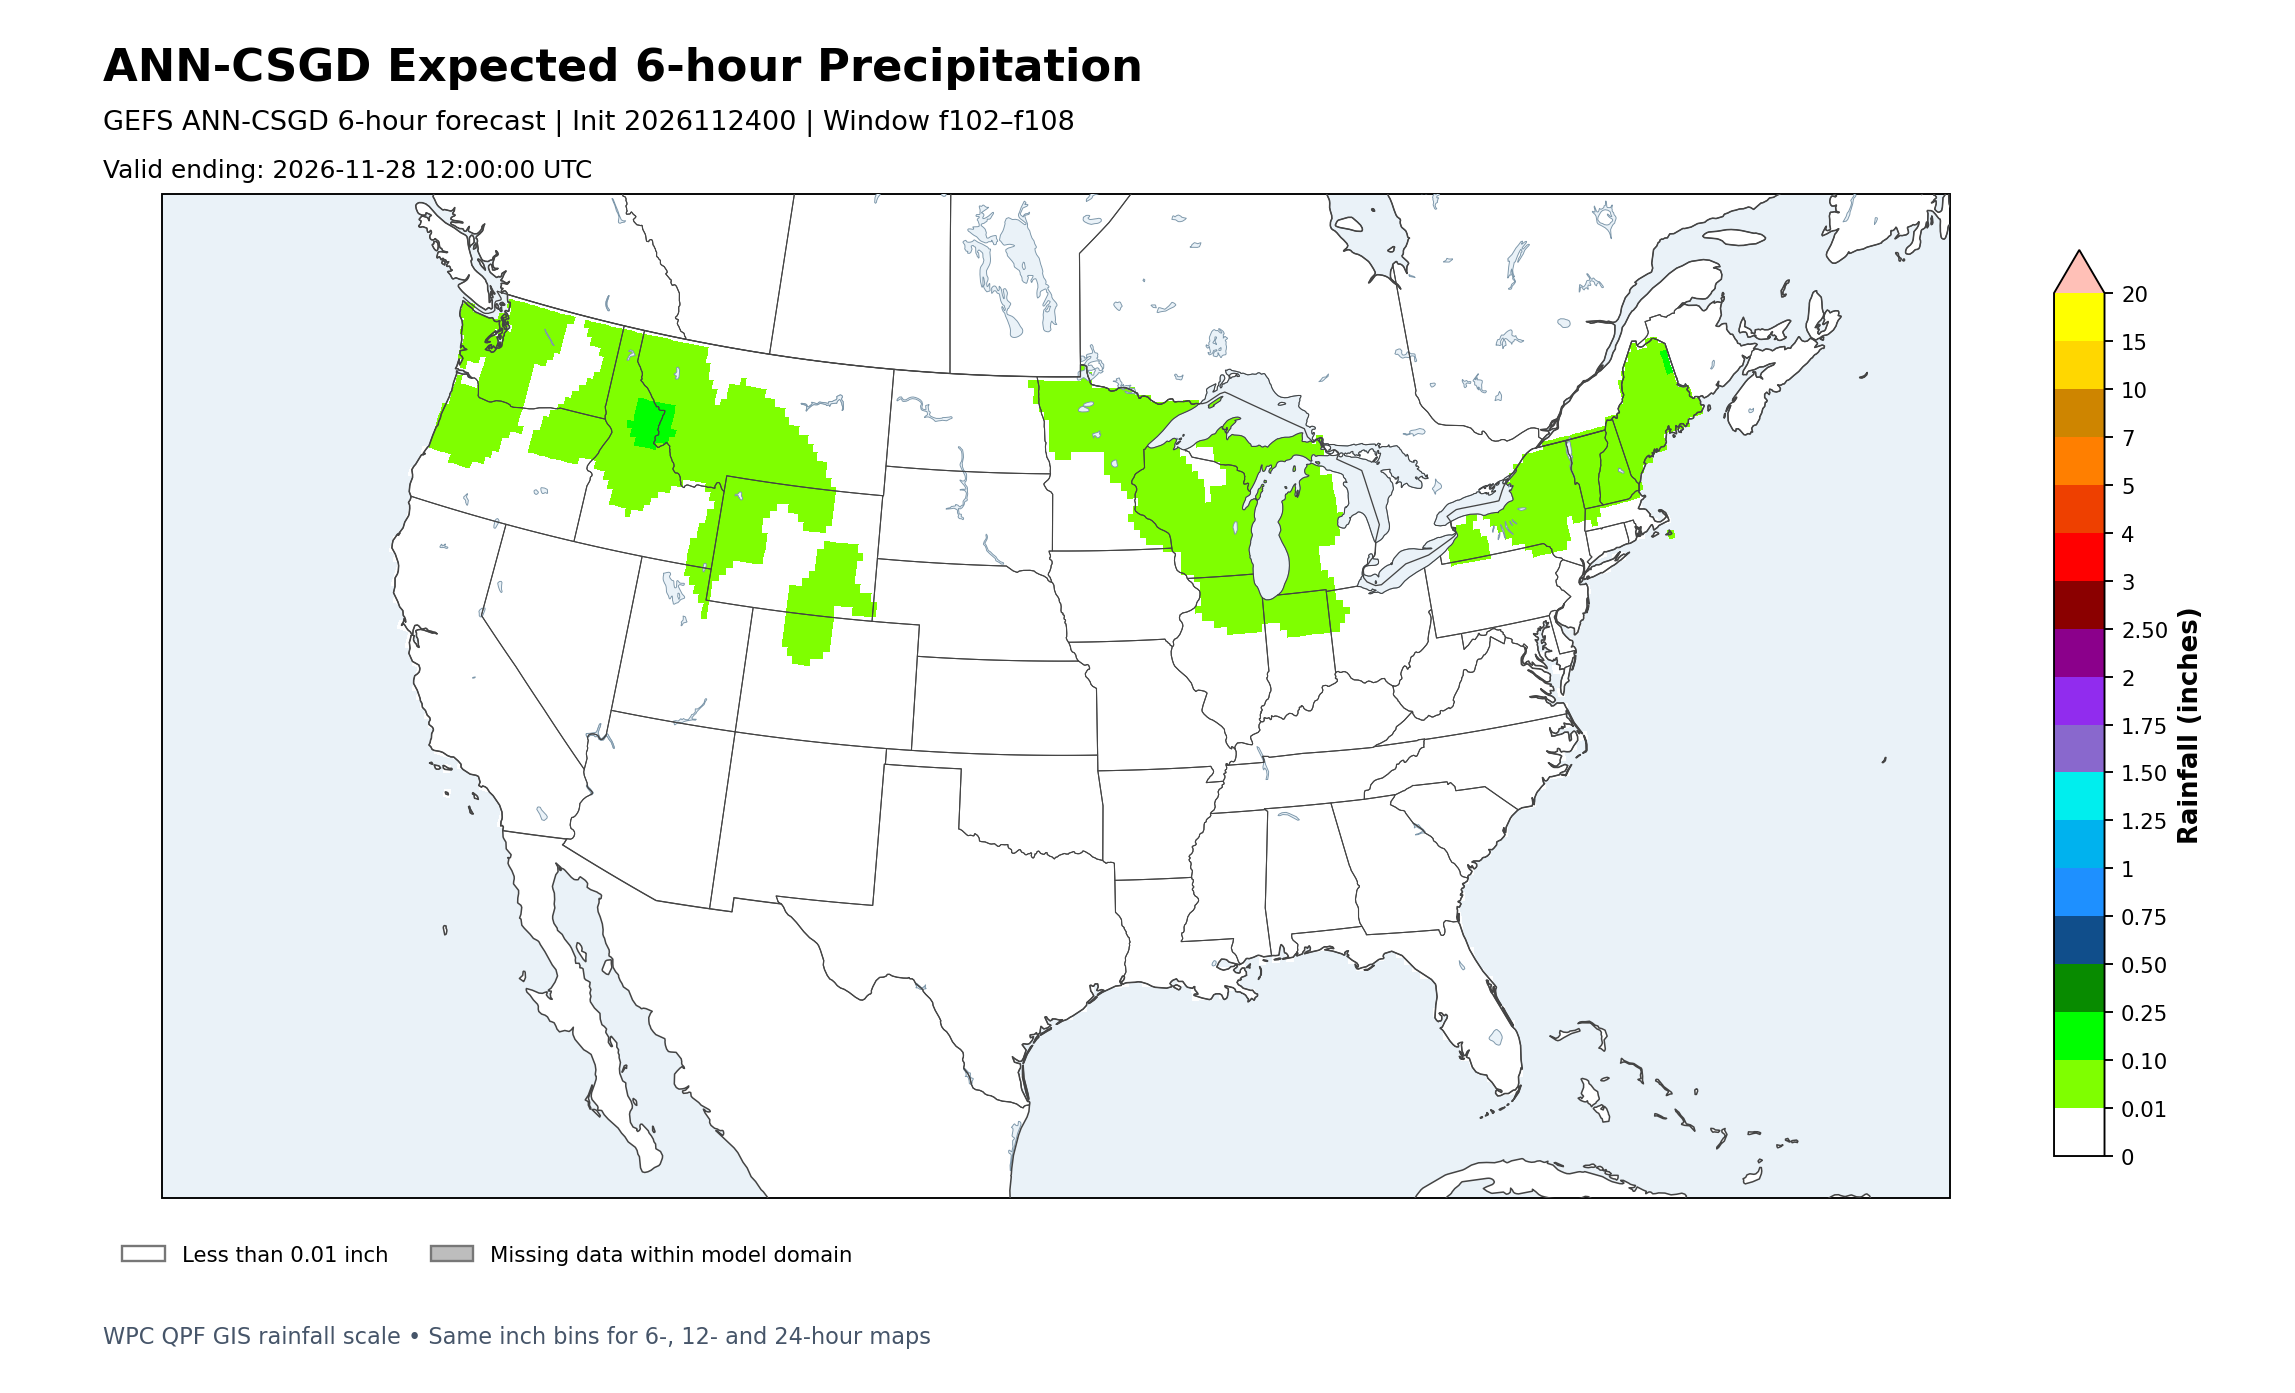 ANN-CSGD Expected 6-hour Precipitation
GEFS ANN-CSGD 6-hour forecast | Init 2026112400 | Window f102–f108
Valid ending: 2026-11-28 12:00:00 UTC
20
15
10
7
5
4
3
2.50
2
1.75
1.50
1.25
1
0.75
0.50
0.25
0.10
0.01
0
Rainfall (inches)
Less than 0.01 inch
Missing data within model domain
WPC QPF GIS rainfall scale • Same inch bins for 6-, 12- and 24-hour maps